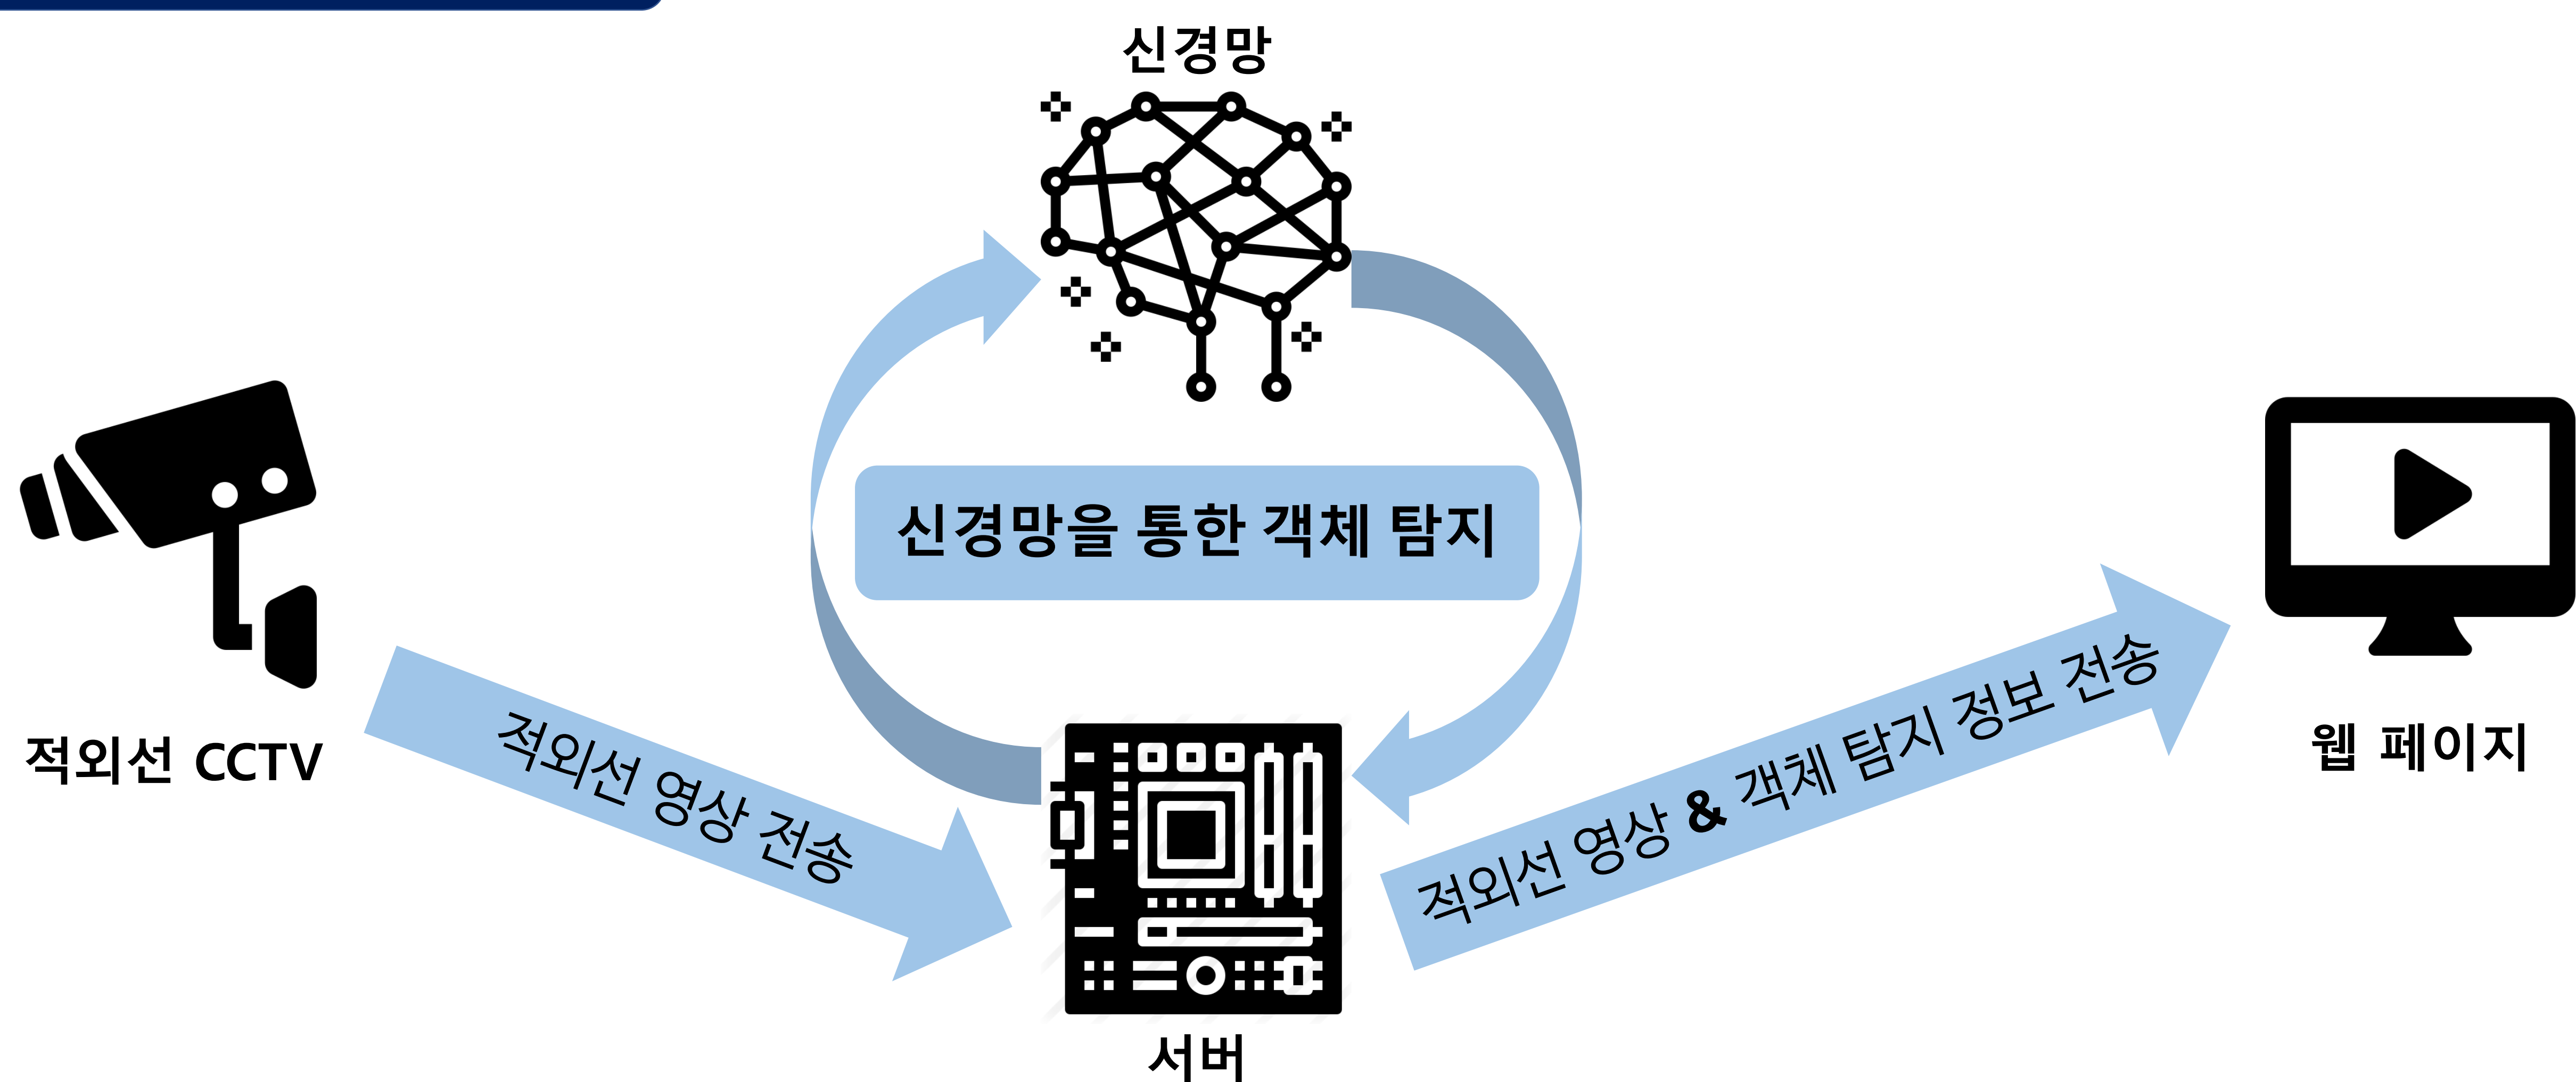 신경망
신경망을 통한 객체 탐지
적외선 CCTV
적외선 영상 전송
적외선 영상 & 객체 탐지 정보 전송
웹 페이지
서버